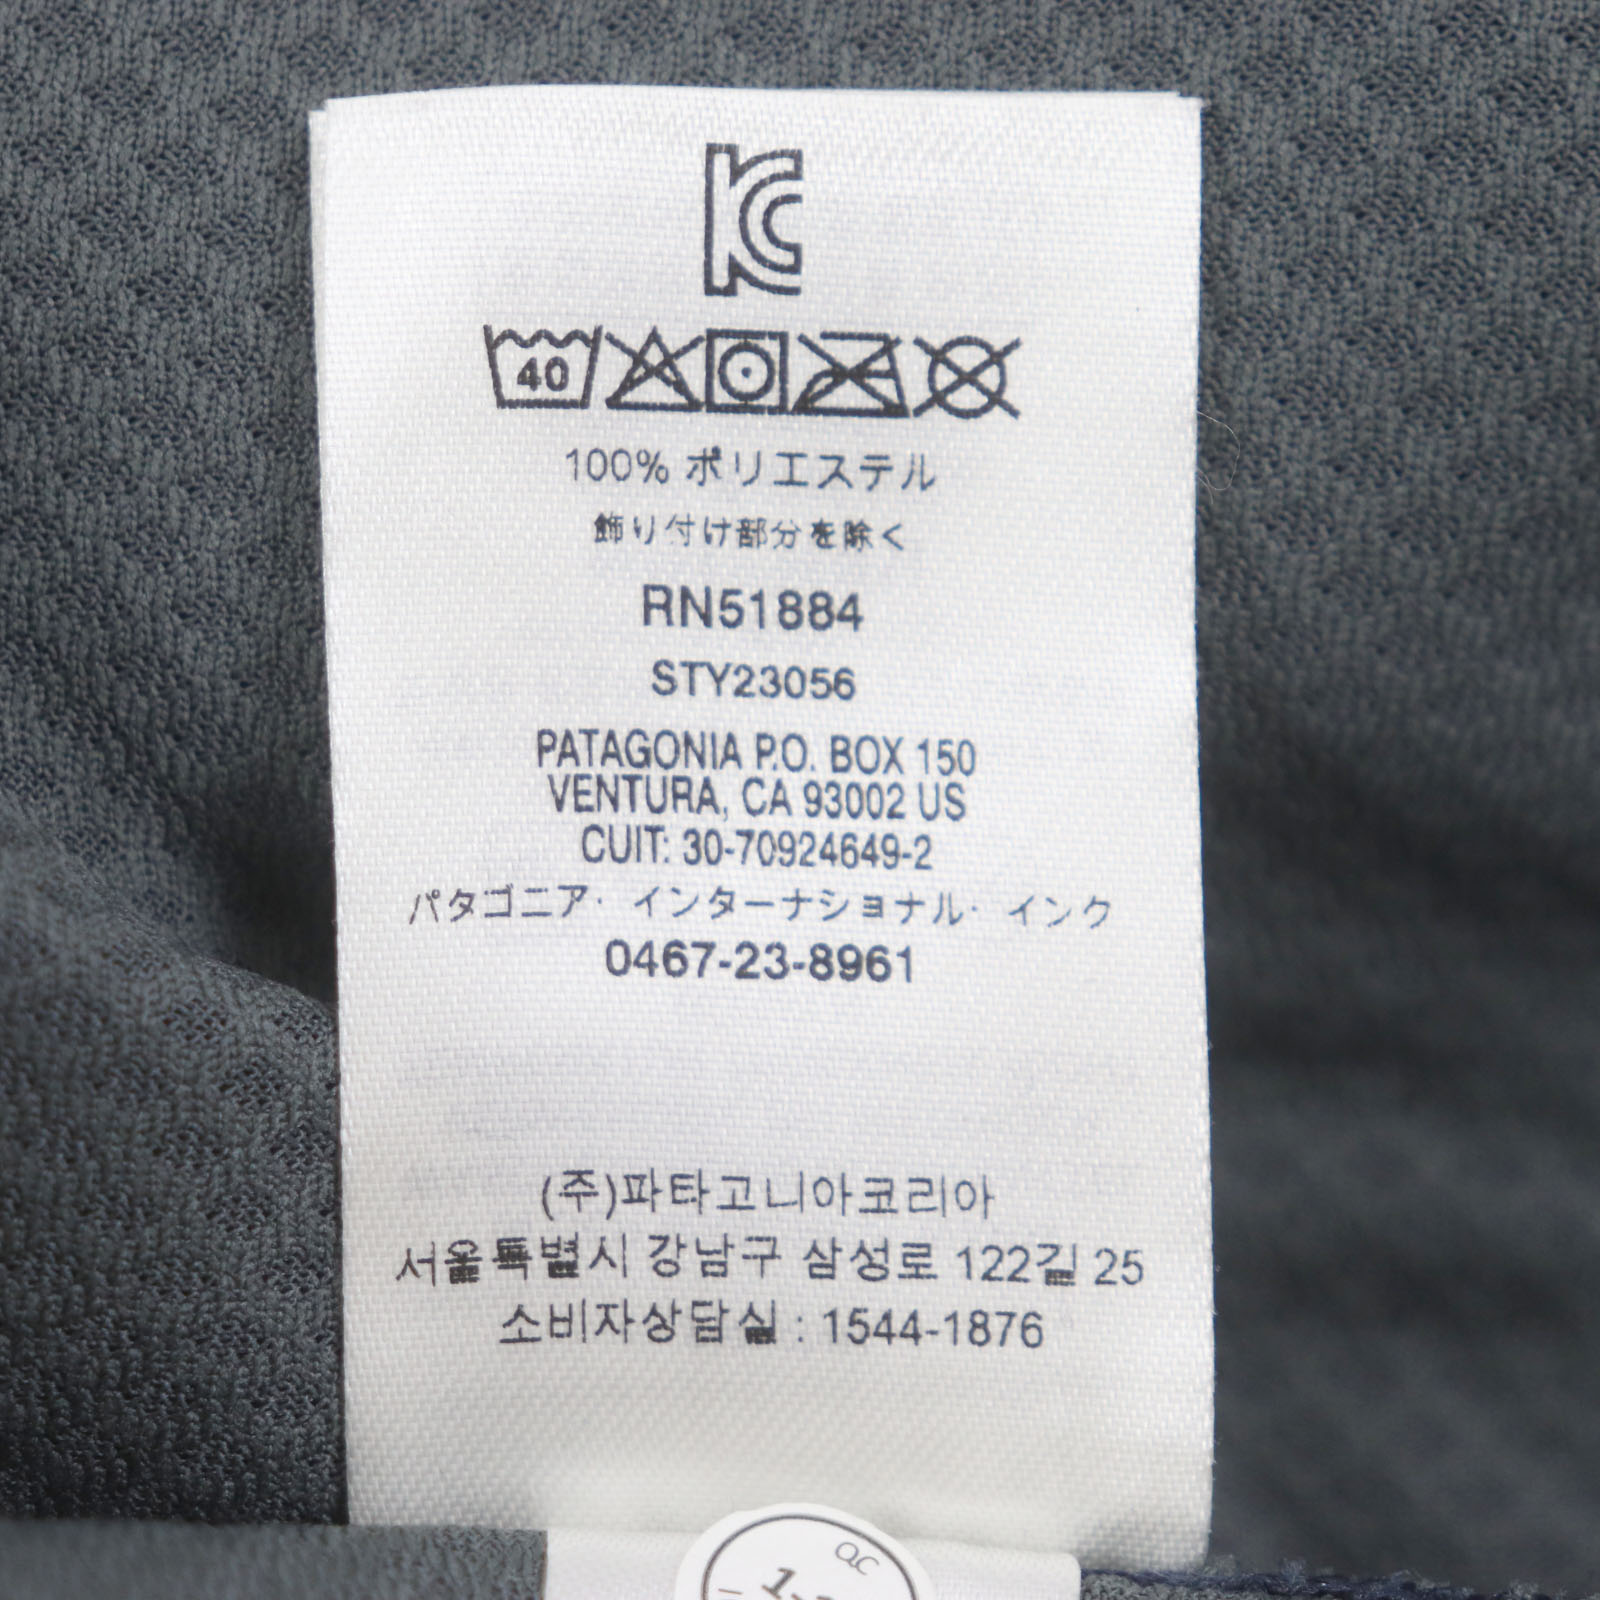 KC
40
100% ポリエステル
飾り付け部分を除く
RN51884
STY23056
PATAGONIA P.O. BOX 150
VENTURA, CA 93002 US
CUIT: 30-70924649-2
パタゴニア・インターナショナル・インク
0467-23-8961
(주)파타고니아코리아
서울특별시 강남구 삼성로 122길 25
소비자상담실 : 1544-1876
QC